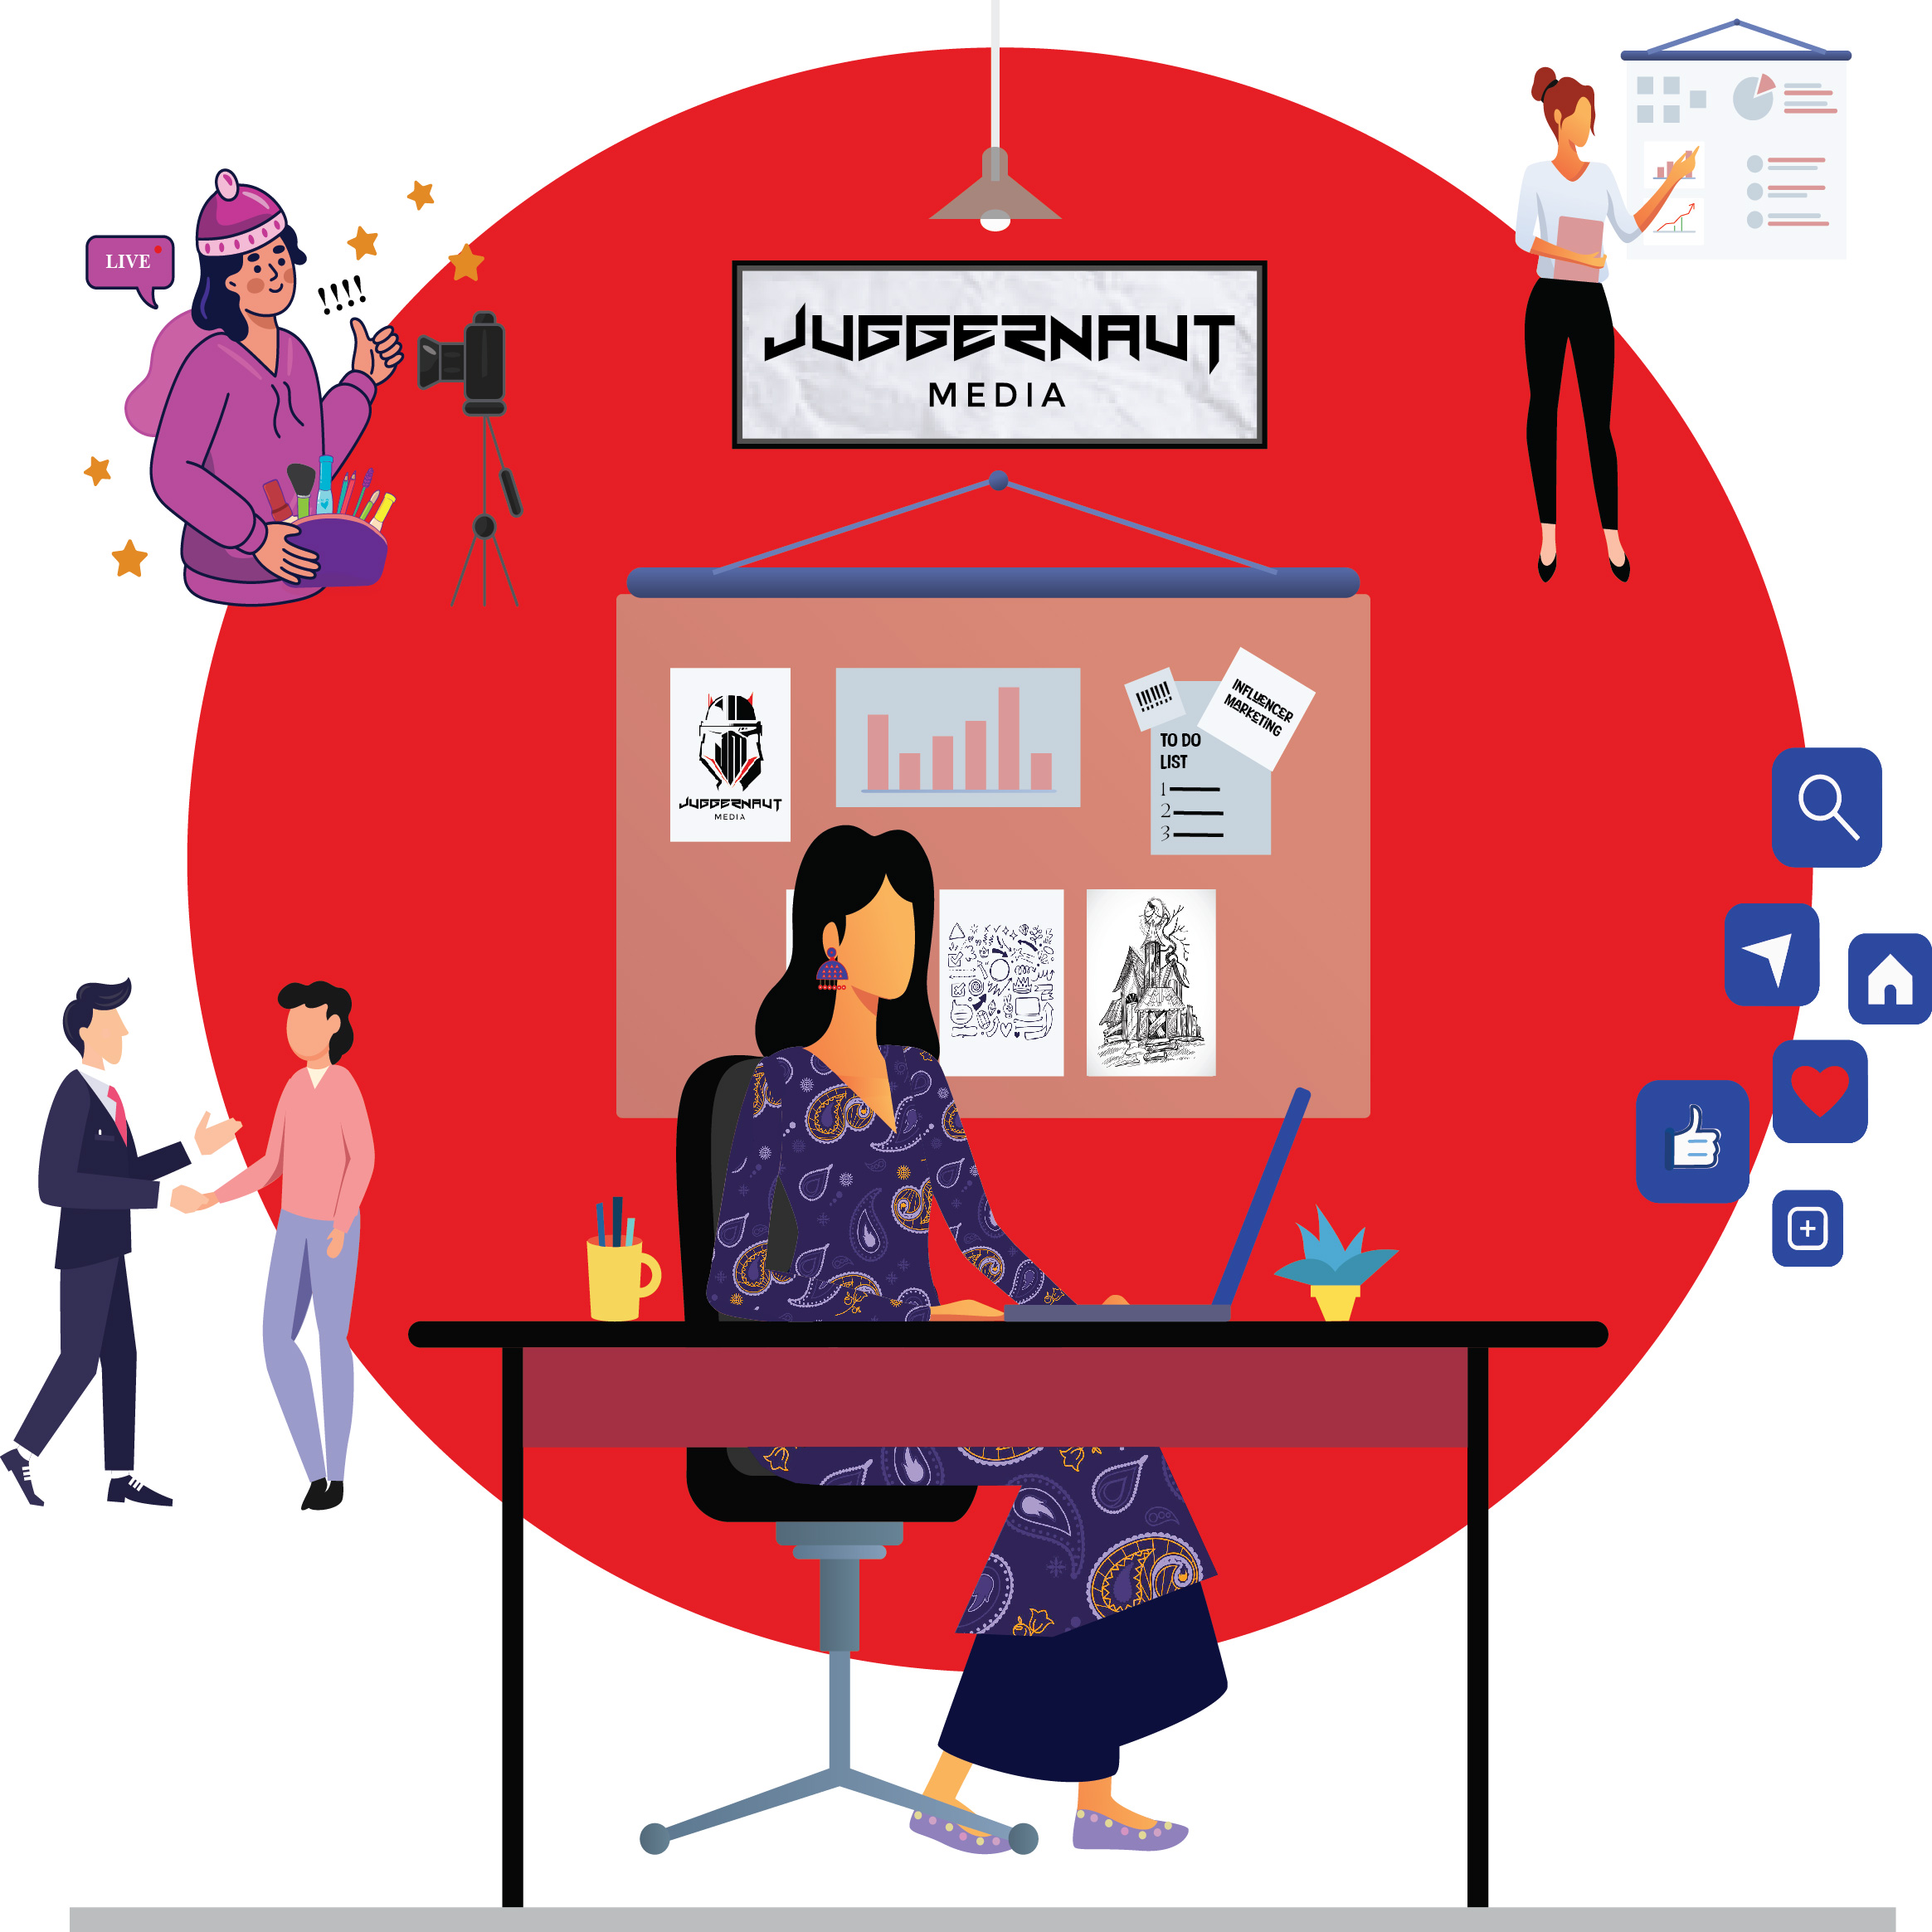 LIVE
!!!!
JUGGERNAUT
MEDIA
JUGGERNAUT
MEDIA
!!!!!!
INFLUENCER
MARKETING
TO DO
LIST
1
2
3